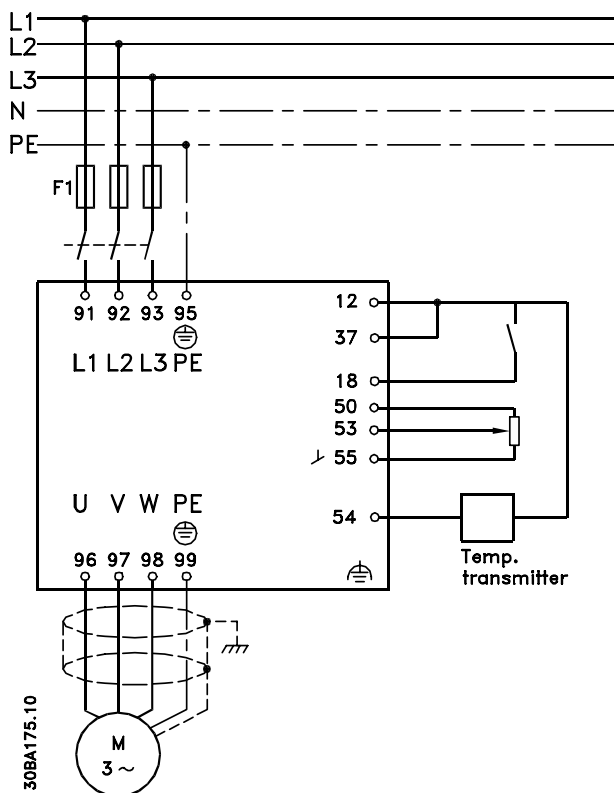 L1
L2
L3
N
PE
F1
91 92 93 95
L1 L2 L3 PE
12
37
18
50
53
55
54
U V W PE
96 97 98 99
Temp.
transmitter
M
3 ~
30BA175.10